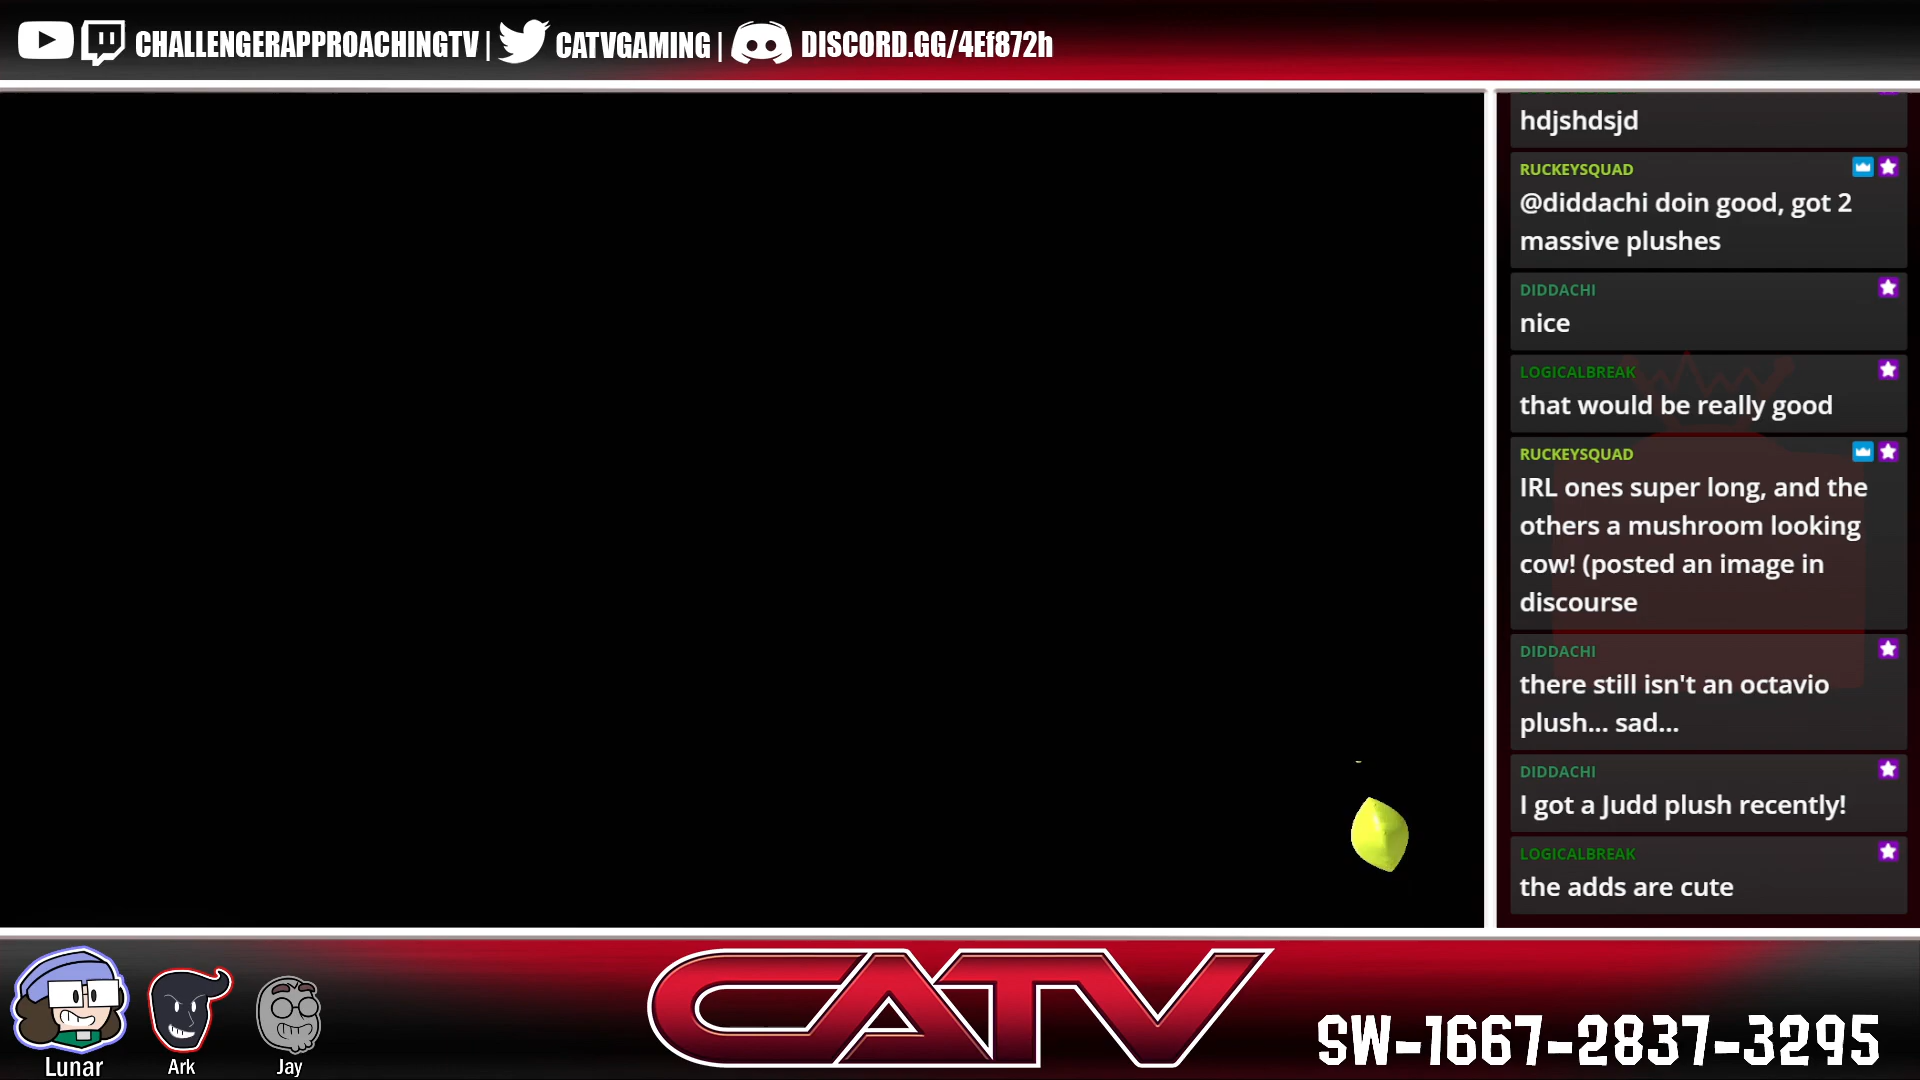 CHALLENGERAPPROACHINGTV | CATVGAMING | DISCORD.GG/4Ef872h
hdjshdsjd
RUCKEYSQUAD
@diddachi doin good, got 2
massive plushes
DIDDACHI
nice
LOGICALBREAK
that would be really good
RUCKEYSQUAD
IRL ones super long, and the
others a mushroom looking
cow! (posted an image in
discourse
DIDDACHI
there still isn't an octavio
plush... sad...
DIDDACHI
I got a Judd plush recently!
LOGICALBREAK
the adds are cute
Lunar
Ark
Jay
CATV
SW-1667-2837-3295